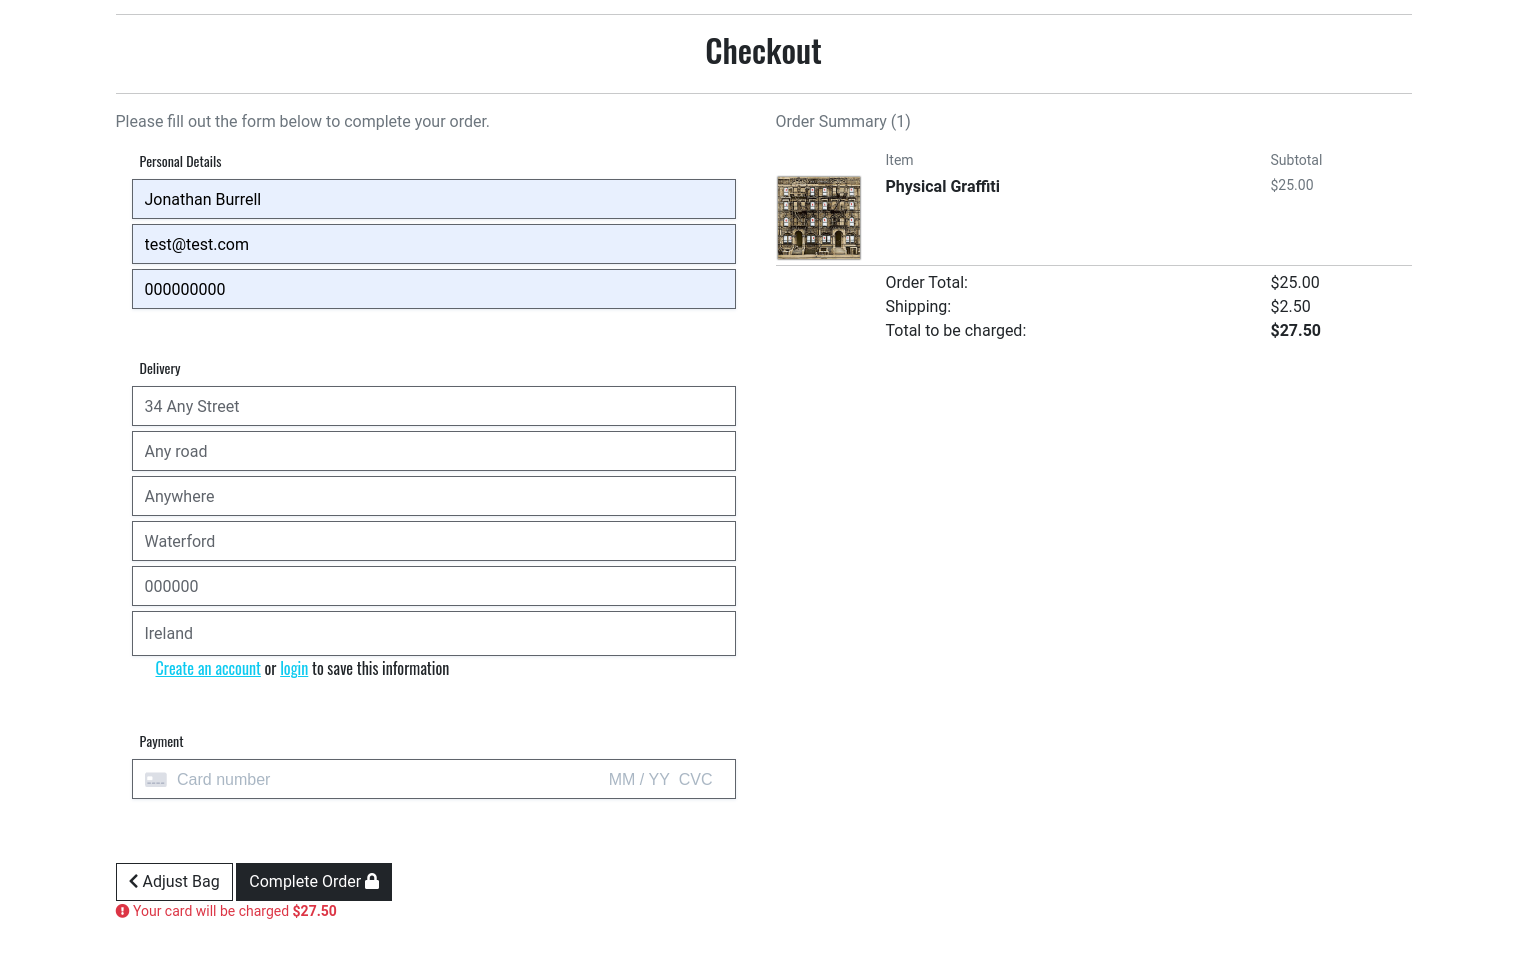 Checkout
Please fill out the form below to complete your order.
Personal Details
Jonathan Burrell
test@test.com
000000000
Delivery
34 Any Street
Any road
Anywhere
Waterford
000000
Ireland
Create an account or login to save this information
Payment
Card number MM / YY CVC
Adjust Bag
Complete Order
Your card will be charged $27.50
Order Summary (1)
Item Subtotal
Physical Graffiti $25.00
Order Total: $25.00
Shipping: $2.50
Total to be charged: $27.50